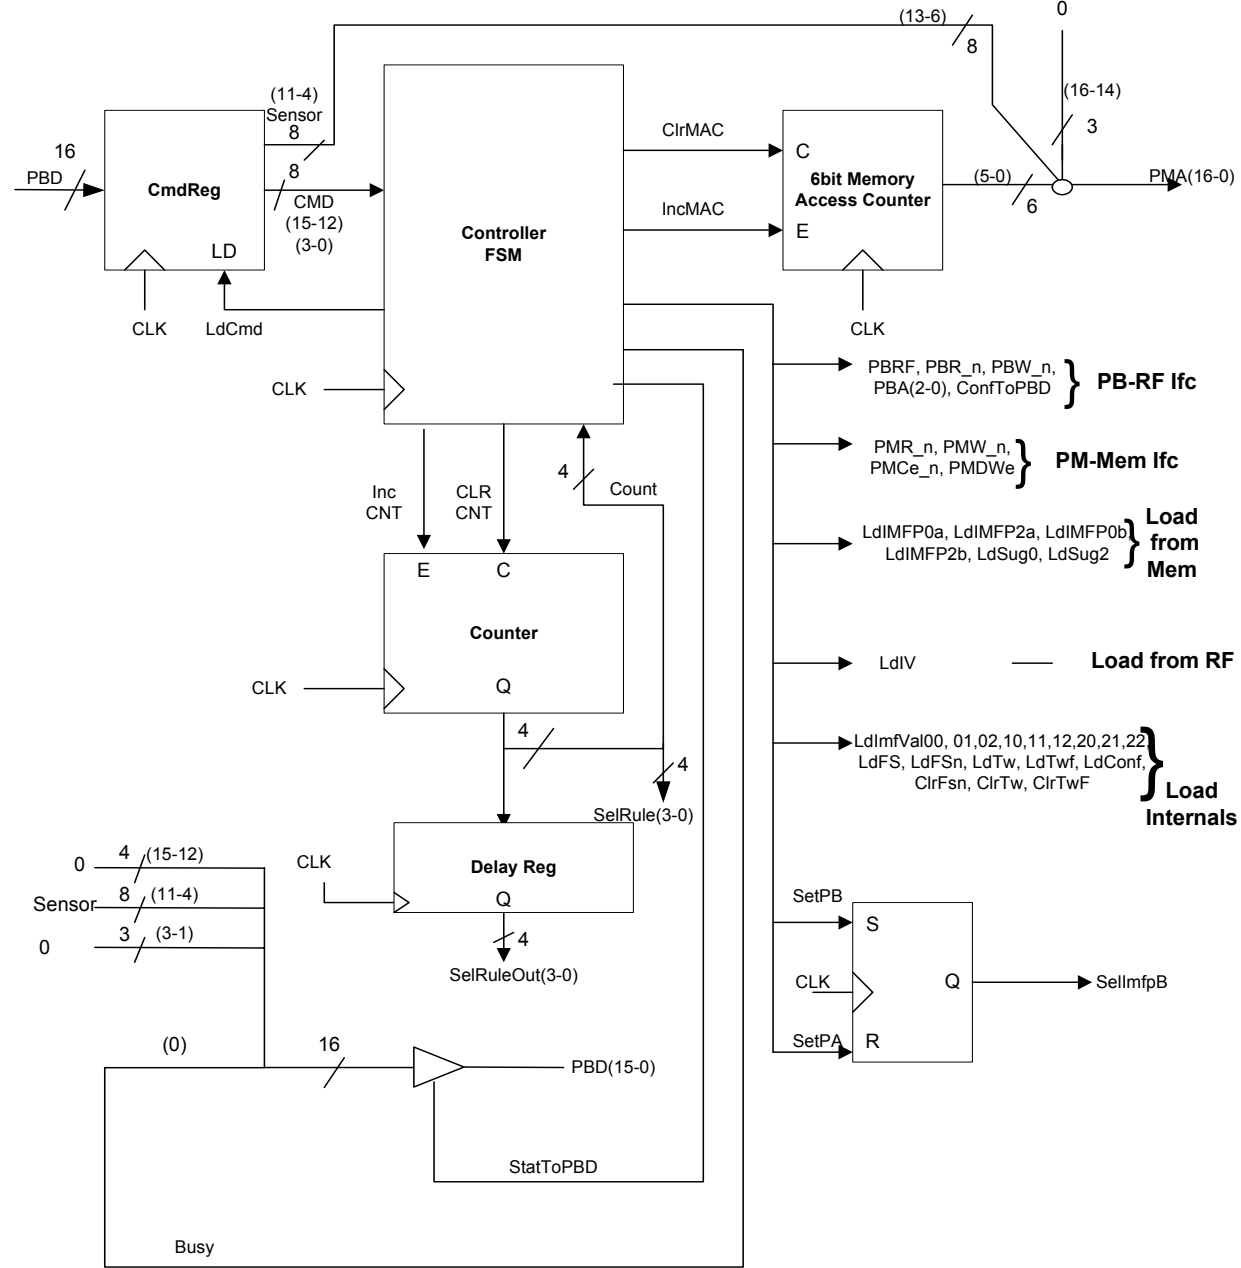 (13-6)
8
0
(16-14)
3
(11-4)
Sensor
8
16
PBD
CmdReg
8
CMD
(15-12)
(3-0)
LD
CLK
LdCmd
Controller
FSM
CLK
ClrMAC
IncMAC
C
6bit Memory
Access Counter
E
CLK
(5-0)
6
PMA(16-0)
PBRF, PBR_n, PBW_n,
PBA(2-0), ConfToPBD
} PB-RF Ifc
PMR_n, PMW_n,
PMCe_n, PMDWe
} PM-Mem Ifc
LdIMFP0a, LdIMFP2a, LdIMFP0b,
LdIMFP2b, LdSug0, LdSug2
} Load
from
Mem
LdIV
Load from RF
LdImfVal00, 01,02,10,11,12,20,21,22,
LdFS, LdFSn, LdTw, LdTwf, LdConf,
ClrFsn, ClrTw, ClrTwF
} Load
Internals
Inc
CNT
CLR
CNT
4
Count
E
C
Counter
Q
CLK
4
4
SelRule(3-0)
CLK
Delay Reg
Q
4
SelRuleOut(3-0)
0
4
(15-12)
Sensor
8
(11-4)
0
3
(3-1)
(0)
16
PBD(15-0)
StatToPBD
Busy
SetPB
S
CLK
Q
SelImfpB
SetPA
R